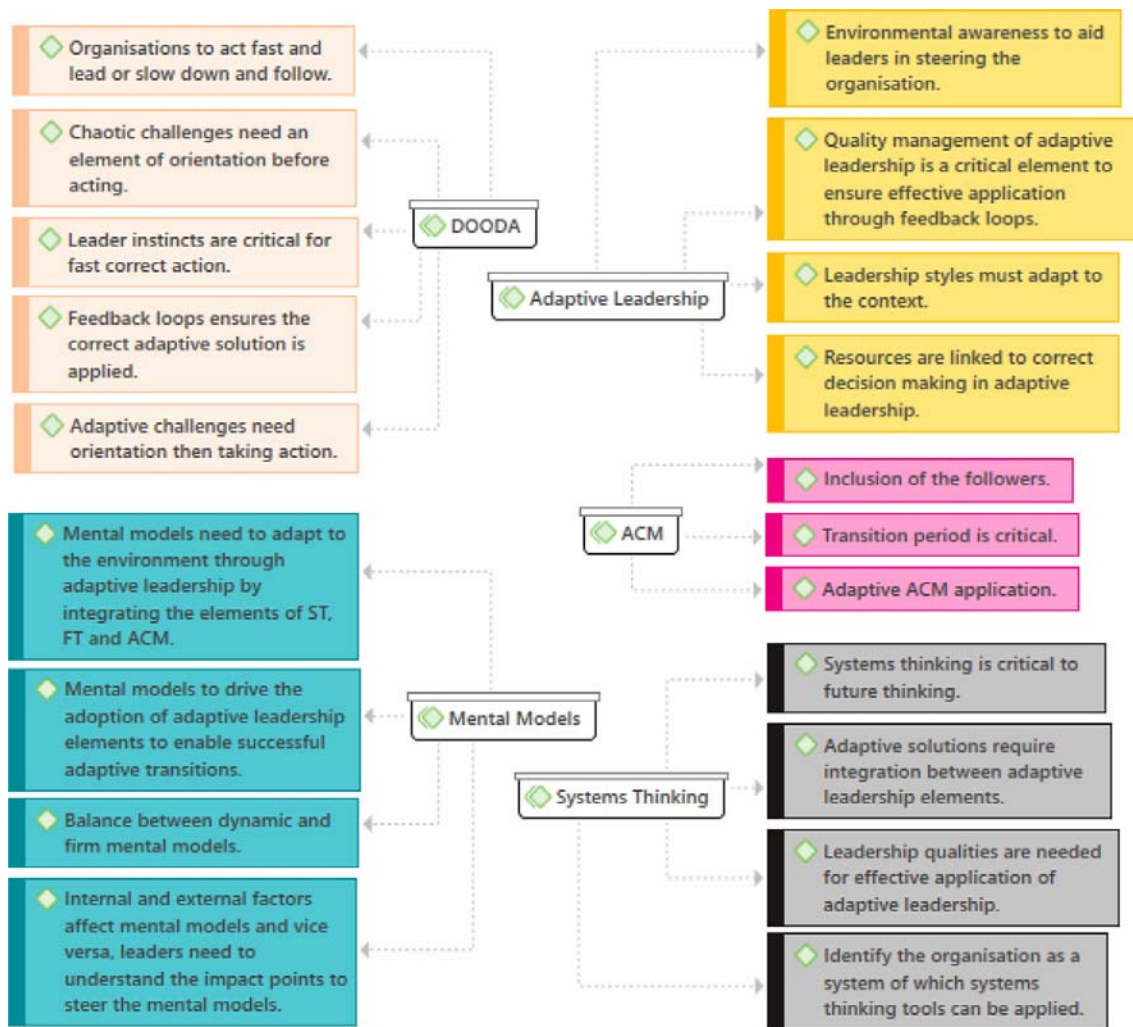 Organisations to act fast and
lead or slow down and follow.
Chaotic challenges need an
element of orientation before
acting.
Leader instincts are critical for
fast correct action.
Feedback loops ensures the
correct adaptive solution is
applied.
Adaptive challenges need
orientation then taking action.
DOODA
Environmental awareness to aid
leaders in steering the
organisation.
Quality management of adaptive
leadership is a critical element to
ensure effective application
through feedback loops.
Leadership styles must adapt to
the context.
Resources are linked to correct
decision making in adaptive
leadership.
Adaptive Leadership
Inclusion of the followers.
Transition period is critical.
Adaptive ACM application.
ACM
Mental models need to adapt to
the environment through
adaptive leadership by
integrating the elements of ST,
FT and ACM.
Mental models to drive the
adoption of adaptive leadership
elements to enable successful
adaptive transitions.
Balance between dynamic and
firm mental models.
Internal and external factors
affect mental models and vice
versa, leaders need to
understand the impact points to
steer the mental models.
Mental Models
Systems thinking is critical to
future thinking.
Adaptive solutions require
integration between adaptive
leadership elements.
Leadership qualities are needed
for effective application of
adaptive leadership.
Identify the organisation as a
system of which systems
thinking tools can be applied.
Systems Thinking